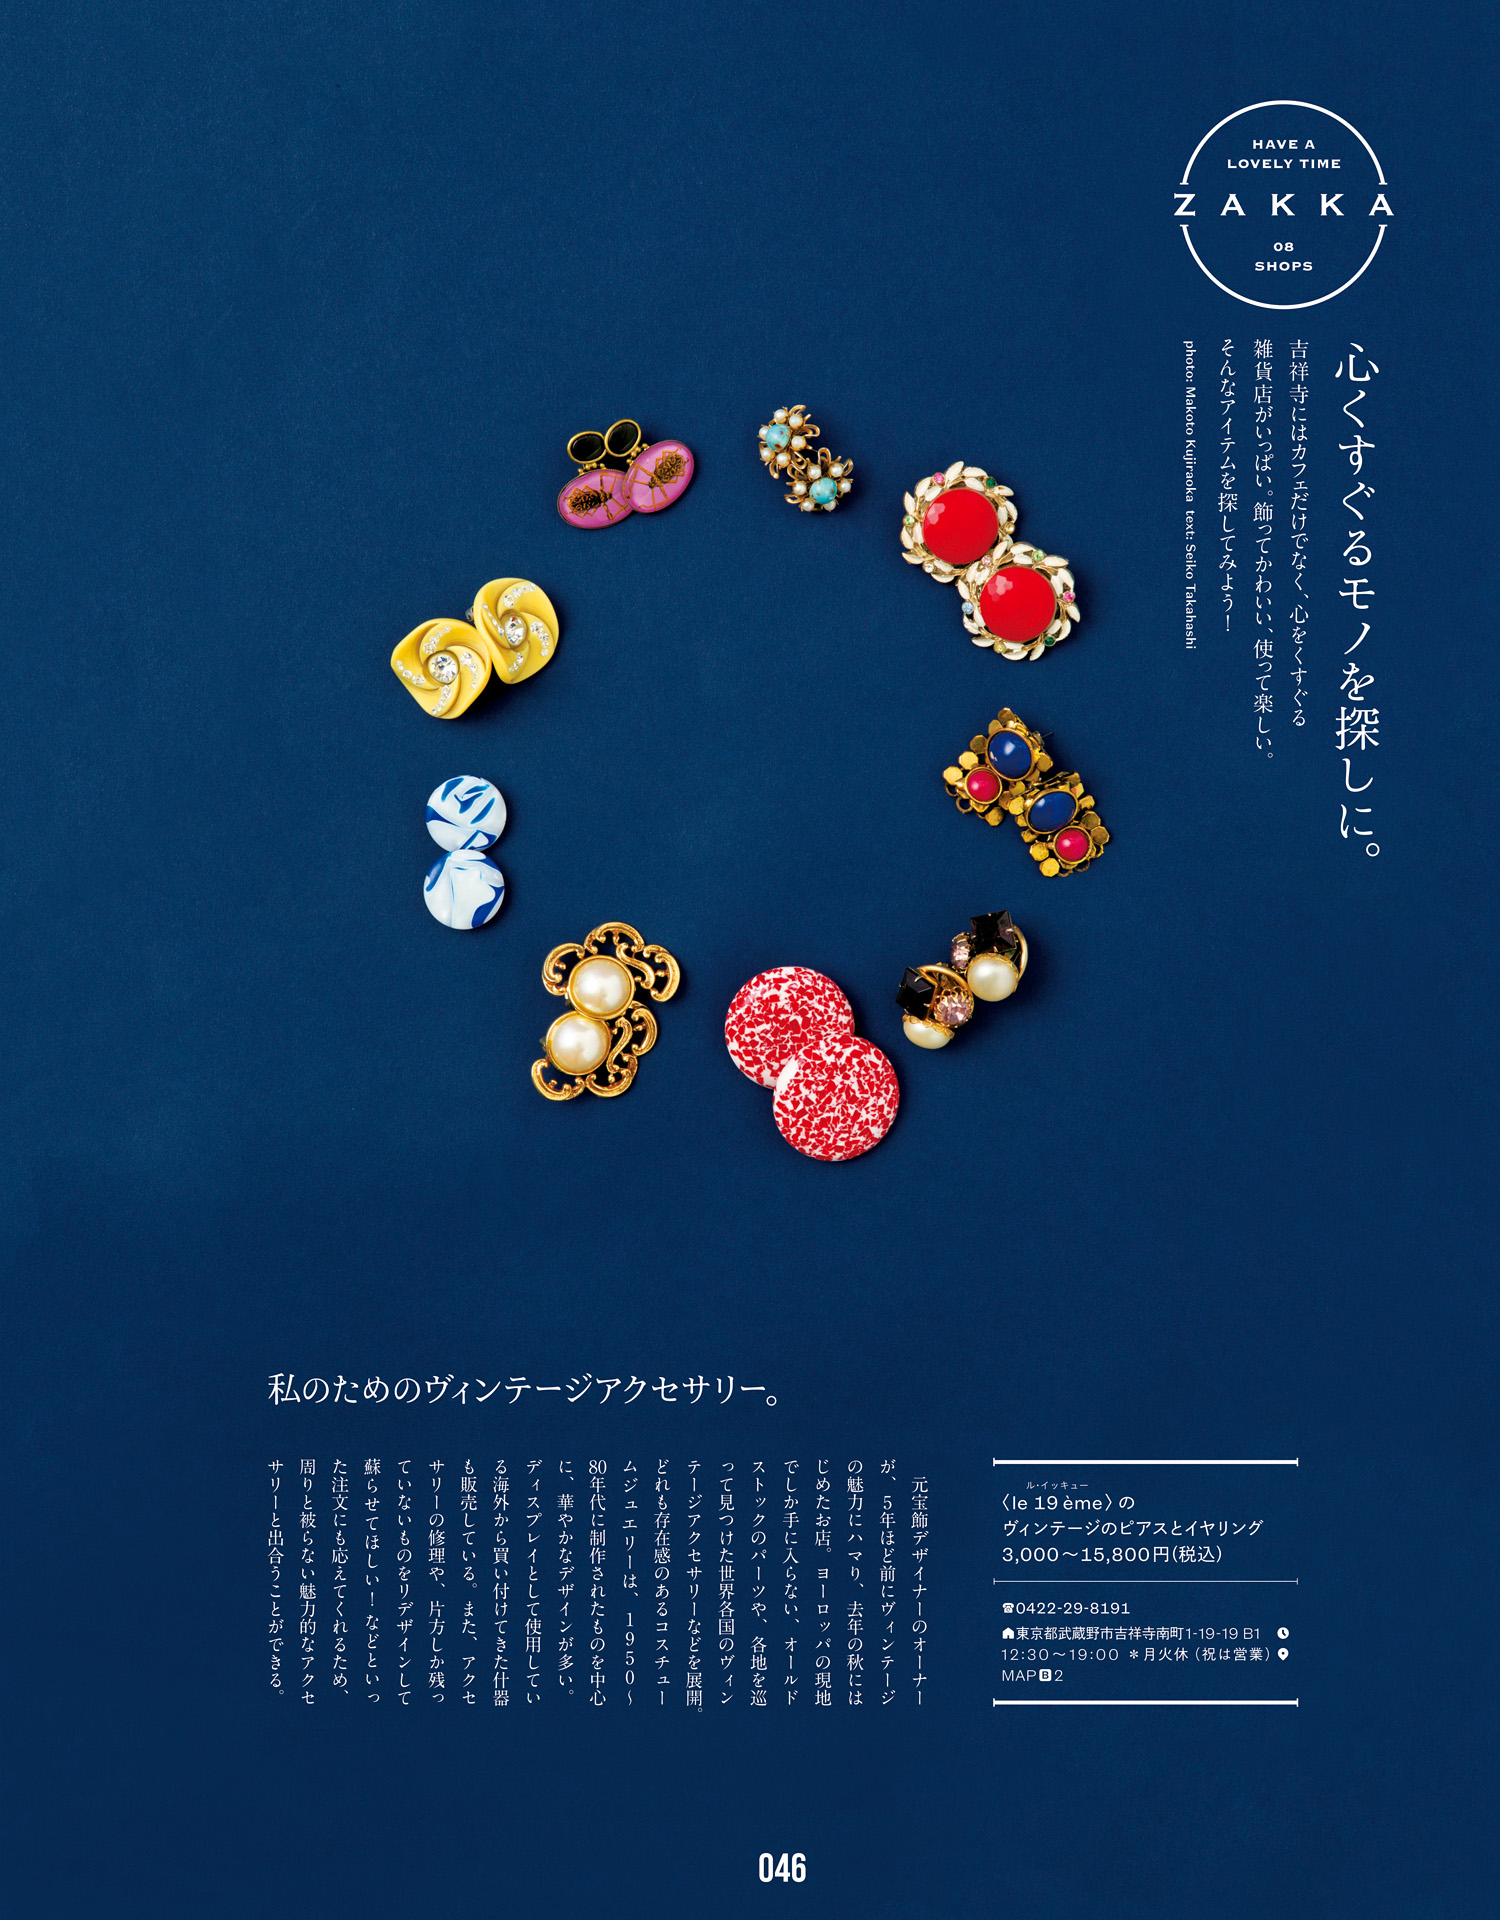 HAVE A
LOVELY TIME
ZAKKA
08
SHOPS
心くすぐるモノを探しに。
吉祥寺にはカフェだけでなく、心をくすぐる
雑貨店がいっぱい。飾ってかわいい、使って楽しい。
そんなアイテムを探してみよう！
photo: Makoto Kujiraoka text: Seiko Takahashi
私のためのヴィンテージアクセサリー。
元宝飾デザイナーのオーナー
が、5年ほど前にヴィンテージ
の魅力にハマり、去年の秋には
じめたお店。ヨーロッパの現地
でしか手に入らない、オールド
ストックのパーツや、各地を巡
って見つけた世界各国のヴィン
テージアクセサリーなどを展開。
どれも存在感のあるコスチュー
ムジュエリーは、1950〜
80年代に制作されたものを中心
に、華やかなデザインが多い。
ディスプレイとして使用してい
る海外から買い付けてきた什器
も販売している。また、アクセ
サリーの修理や、片方しか残っ
ていないものをリデザインして
蘇らせてほしい！などといっ
た注文にも応えてくれるため、
周りと被らない魅力的なアクセ
サリーと出合うことができる。
ル・イッキュー
〈le 19 ème〉の
ヴィンテージのピアスとイヤリング
3,000〜15,800円(税込)
☎0422-29-8191
東京都武蔵野市吉祥寺南町1-19-19 B1
12:30〜19:00 ＊月火休（祝は営業）
MAP B 2
046